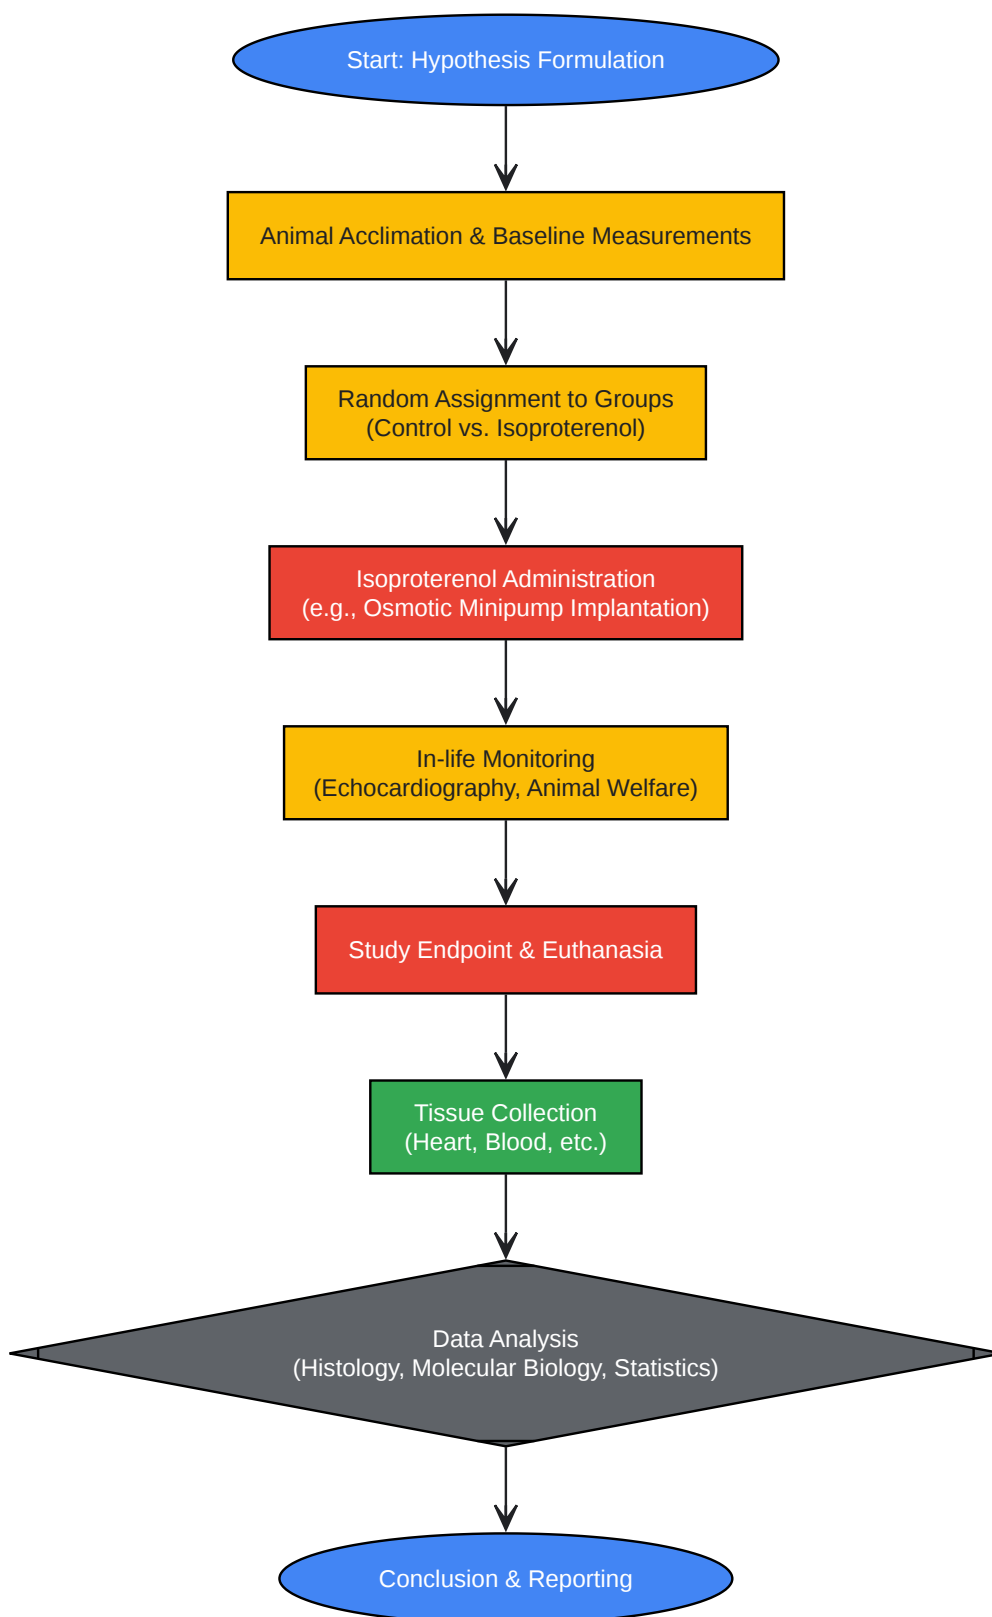 Start: Hypothesis Formulation
Animal Acclimation & Baseline Measurements
Random Assignment to Groups
(Control vs. Isoproterenol)
Isoproterenol Administration
(e.g., Osmotic Minipump Implantation)
In-life Monitoring
(Echocardiography, Animal Welfare)
Study Endpoint & Euthanasia
Tissue Collection
(Heart, Blood, etc.)
Data Analysis
(Histology, Molecular Biology, Statistics)
Conclusion & Reporting